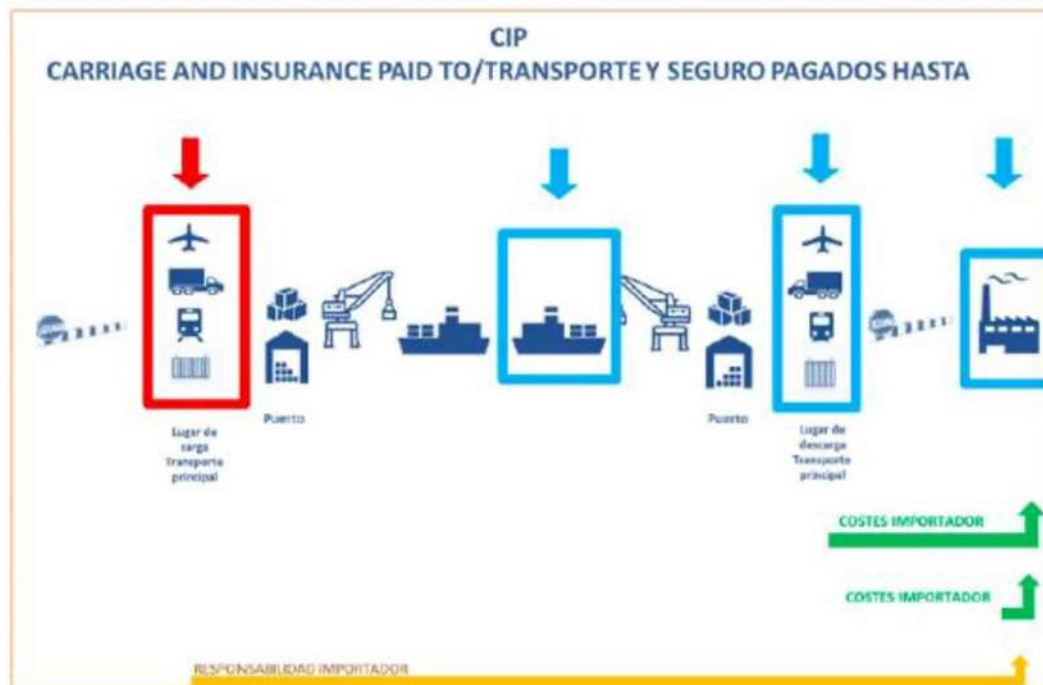 CIP
CARRIAGE AND INSURANCE PAID TO/TRANSPORTE Y SEGURO PAGADOS HASTA
Puerto
Puerto
Lugar de
carga
Transporte
principal
Lugar de
descarga
Transporte
principal
COSTES IMPORTADOR
COSTES IMPORTADOR
RESPONSABILIDAD IMPORTADOR